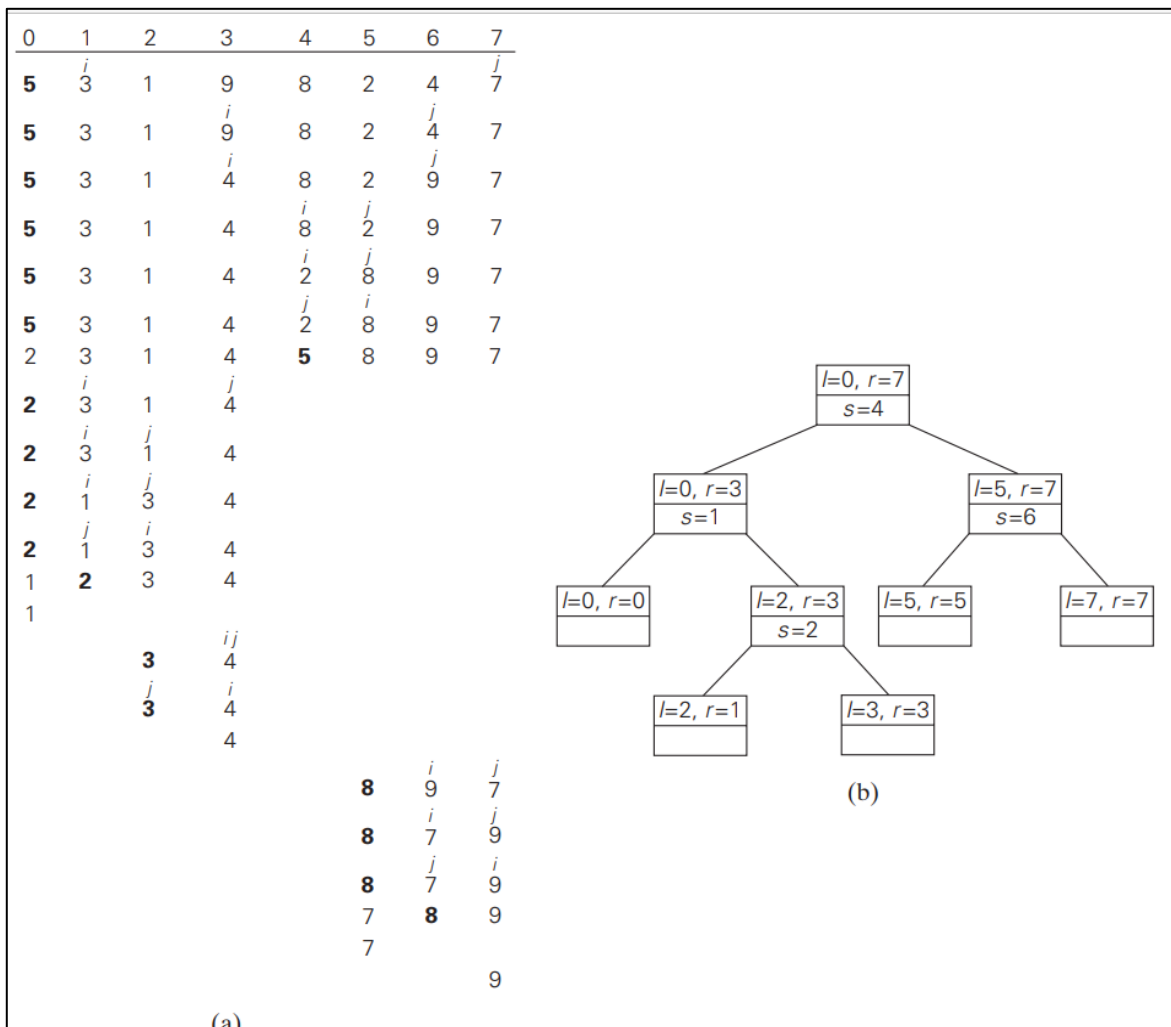 0 1 2 3 4 5 6 7
i j
5 3 1 9 8 2 4 7
i j
5 3 1 9 8 2 4 7
i j
5 3 1 4 8 2 9 7
i j
5 3 1 4 8 2 9 7
i j
5 3 1 4 2 8 9 7
j i
5 3 1 4 2 8 9 7
2 3 1 4 5 8 9 7
i j
2 3 1 4
i j
2 3 1 4
i j
2 1 3 4
j i
2 1 3 4
1 2 3 4
1
i j
3 4
j i
3 4
4
i j
8 9 7
i j
8 7 9
j i
8 7 9
7 8 9
7
9
(a)
l=0, r=7
s=4
l=0, r=3 l=5, r=7
s=1 s=6
l=0, r=0 l=2, r=3 l=5, r=5 l=7, r=7
s=2
l=2, r=1 l=3, r=3
(b)